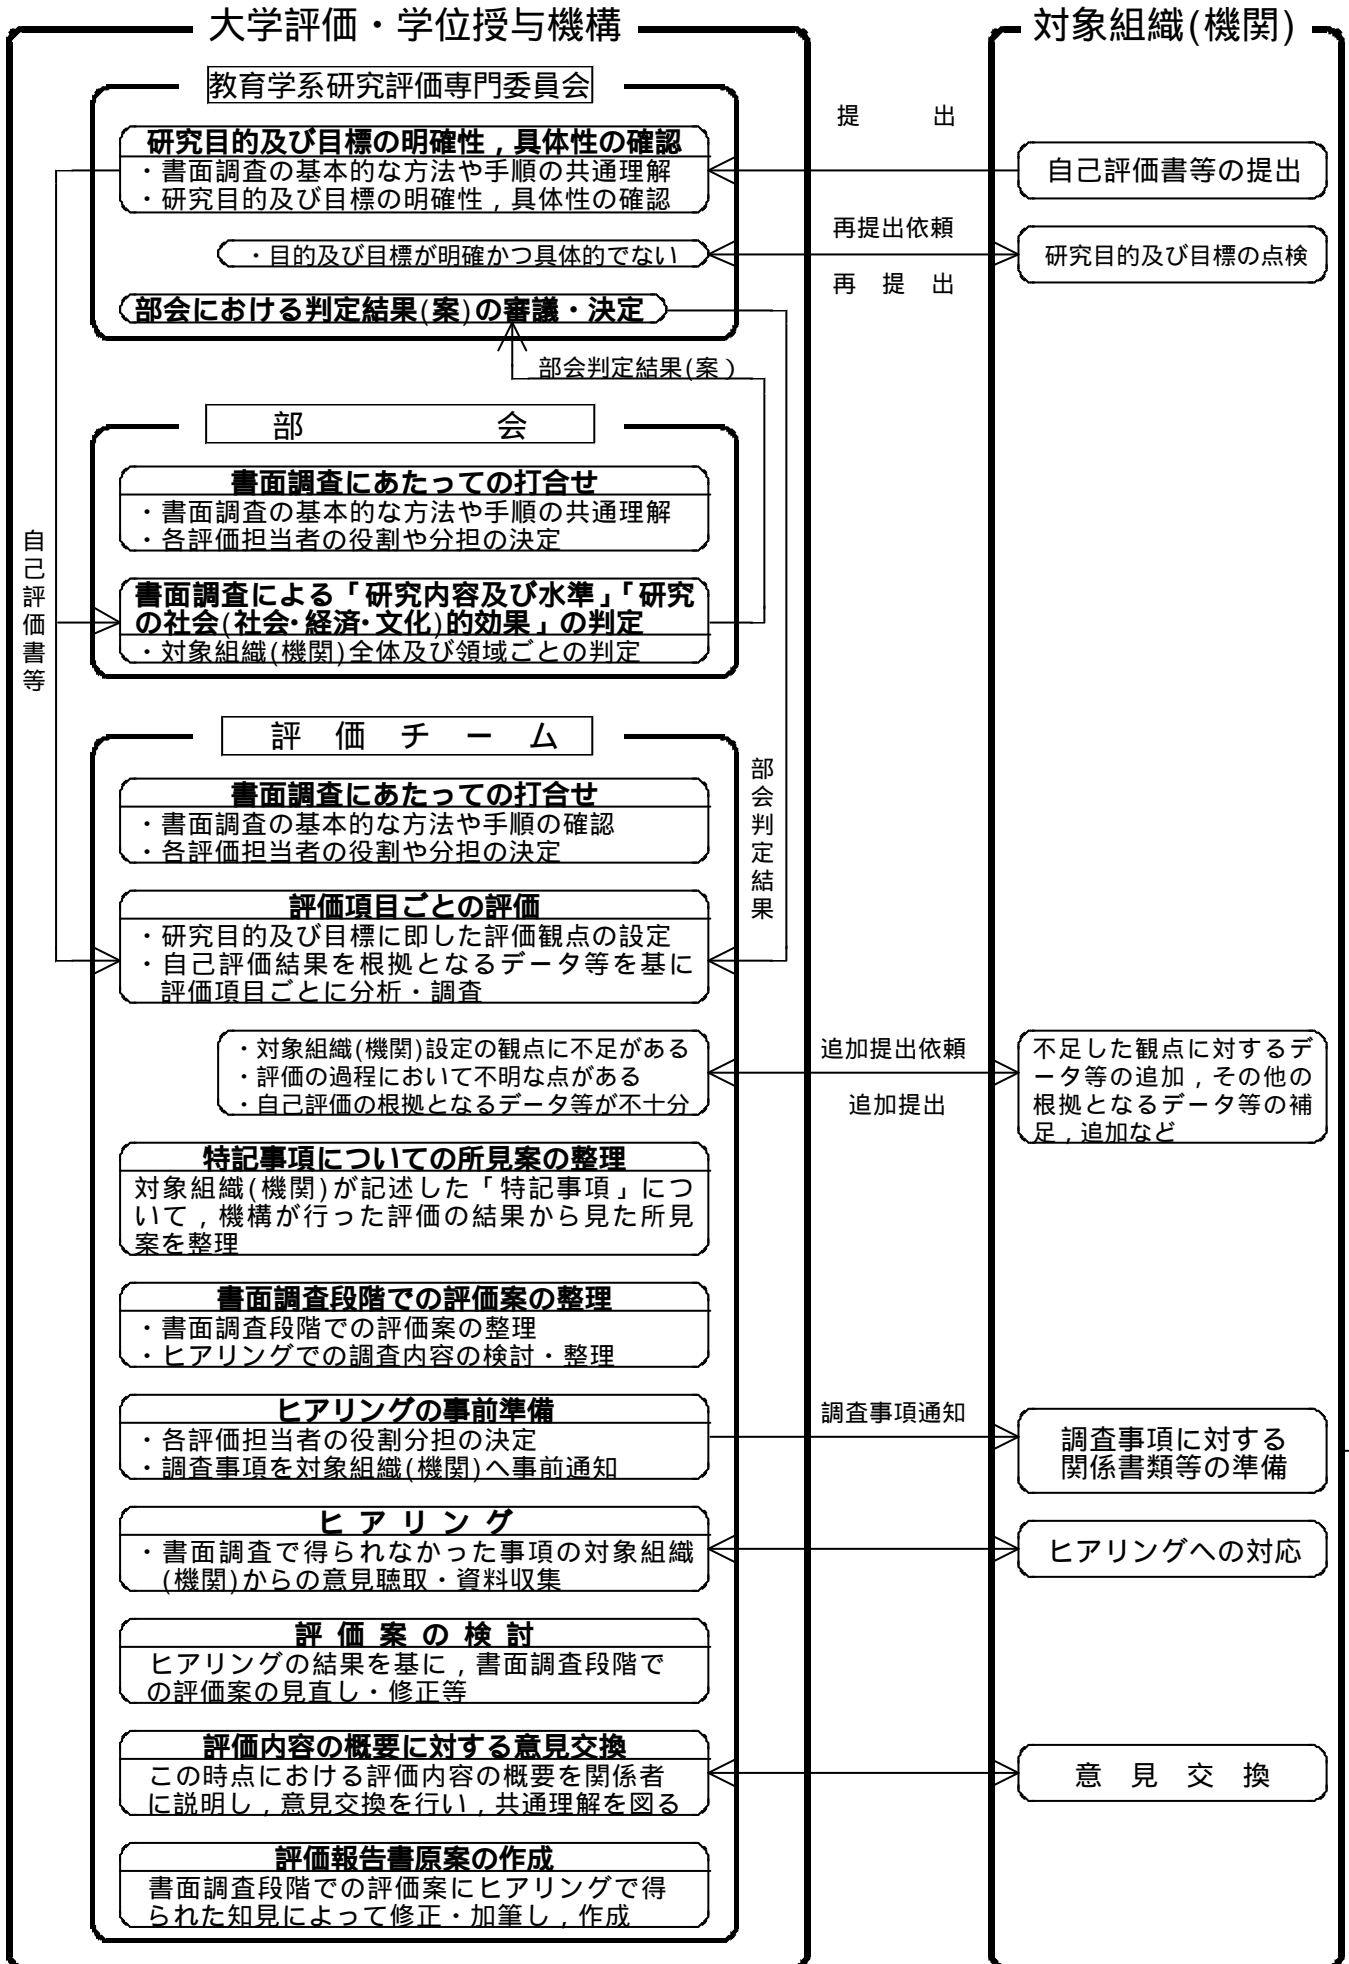 大学評価・学位授与機構
対象組織(機関)
教育学系研究評価専門委員会
研究目的及び目標の明確性，具体性の確認
・書面調査の基本的な方法や手順の共通理解
・研究目的及び目標の明確性，具体性の確認
提　　出
自己評価書等の提出
・目的及び目標が明確かつ具体的でない
再提出依頼
再　提　出
研究目的及び目標の点検
部会における判定結果(案)の審議・決定
部会判定結果(案)
部　　　会
書面調査にあたっての打合せ
・書面調査の基本的な方法や手順の共通理解
・各評価担当者の役割や分担の決定
自己評価書等
書面調査による「研究内容及び水準」「研究
の社会(社会・経済・文化)的効果」の判定
・対象組織(機関)全体及び領域ごとの判定
評　価　チ　ー　ム
書面調査にあたっての打合せ
・書面調査の基本的な方法や手順の確認
・各評価担当者の役割や分担の決定
部会判定結果
評価項目ごとの評価
・研究目的及び目標に即した評価観点の設定
・自己評価結果を根拠となるデータ等を基に
評価項目ごとに分析・調査
・対象組織(機関)設定の観点に不足がある
・評価の過程において不明な点がある
・自己評価の根拠となるデータ等が不十分
追加提出依頼
追加提出
不足した観点に対するデ
ータ等の追加，その他の
根拠となるデータ等の補
足，追加など
特記事項についての所見案の整理
対象組織(機関)が記述した「特記事項」につ
いて，機構が行った評価の結果から見た所見
案を整理
書面調査段階での評価案の整理
・書面調査段階での評価案の整理
・ヒアリングでの調査内容の検討・整理
ヒアリングの事前準備
・各評価担当者の役割分担の決定
・調査事項を対象組織(機関)へ事前通知
調査事項通知
調査事項に対する
関係書類等の準備
ヒ ア リ ン グ
・書面調査で得られなかった事項の対象組織
(機関)からの意見聴取・資料収集
ヒアリングへの対応
評 価 案 の 検 討
ヒアリングの結果を基に，書面調査段階で
の評価案の見直し・修正等
評価内容の概要に対する意見交換
この時点における評価内容の概要を関係者
に説明し，意見交換を行い，共通理解を図る
意　見　交　換
評価報告書原案の作成
書面調査段階での評価案にヒアリングで得
られた知見によって修正・加筆し，作成